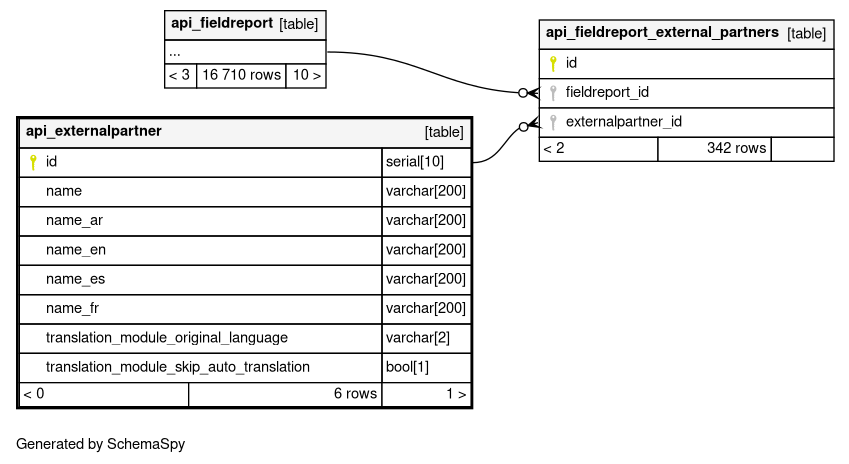 api_fieldreport [table]
...
< 3 16 710 rows 10 >
api_fieldreport_external_partners [table]
id
fieldreport_id
externalpartner_id
< 2 342 rows
api_externalpartner [table]
id serial[10]
name varchar[200]
name_ar varchar[200]
name_en varchar[200]
name_es varchar[200]
name_fr varchar[200]
translation_module_original_language varchar[2]
translation_module_skip_auto_translation bool[1]
< 0 6 rows 1 >
Generated by SchemaSpy